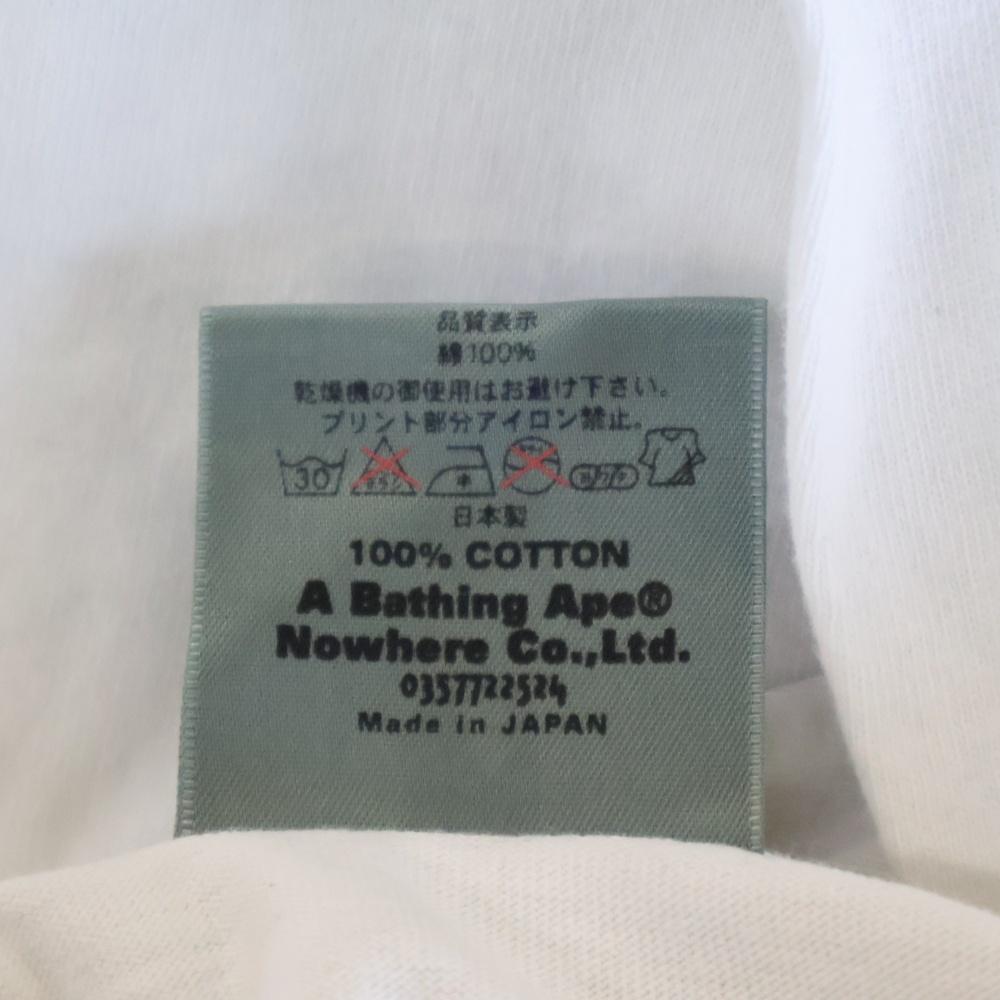 品質表示
綿100%
乾燥機の御使用はお避け下さい。
プリント部分アイロン禁止。
30
日本製
100% COTTON
A Bathing Ape®
Nowhere Co.,Ltd.
0357722524
Made in JAPAN